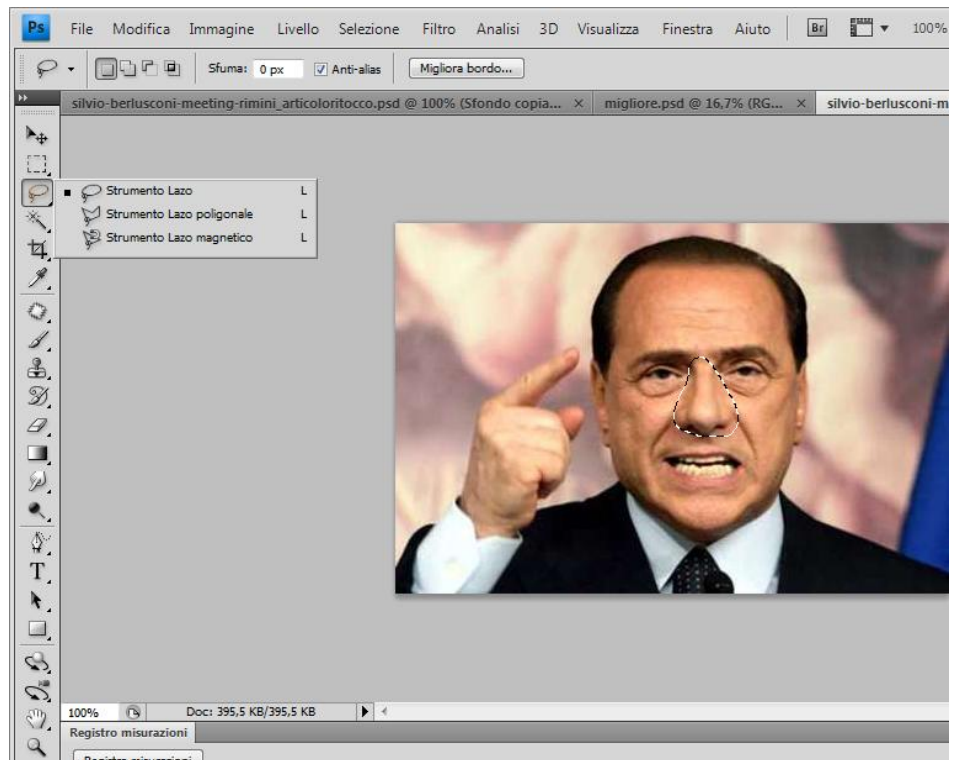 Ps File Modifica Immagine Livello Selezione Filtro Analisi 3D Visualizza Finestra Aiuto Br 100%
Sfuma: 0 px Anti-alias Migliora bordo...
silvio-berlusconi-meeting-rimini_articoloritocco.psd @ 100% (Sfondo copia... × migliore.psd @ 16,7% (RG... × silvio-berlusconi-m
Strumento Lazo L
Strumento Lazo poligonale L
Strumento Lazo magnetico L
T
100% Doc: 395,5 KB/395,5 KB
Registro misurazioni